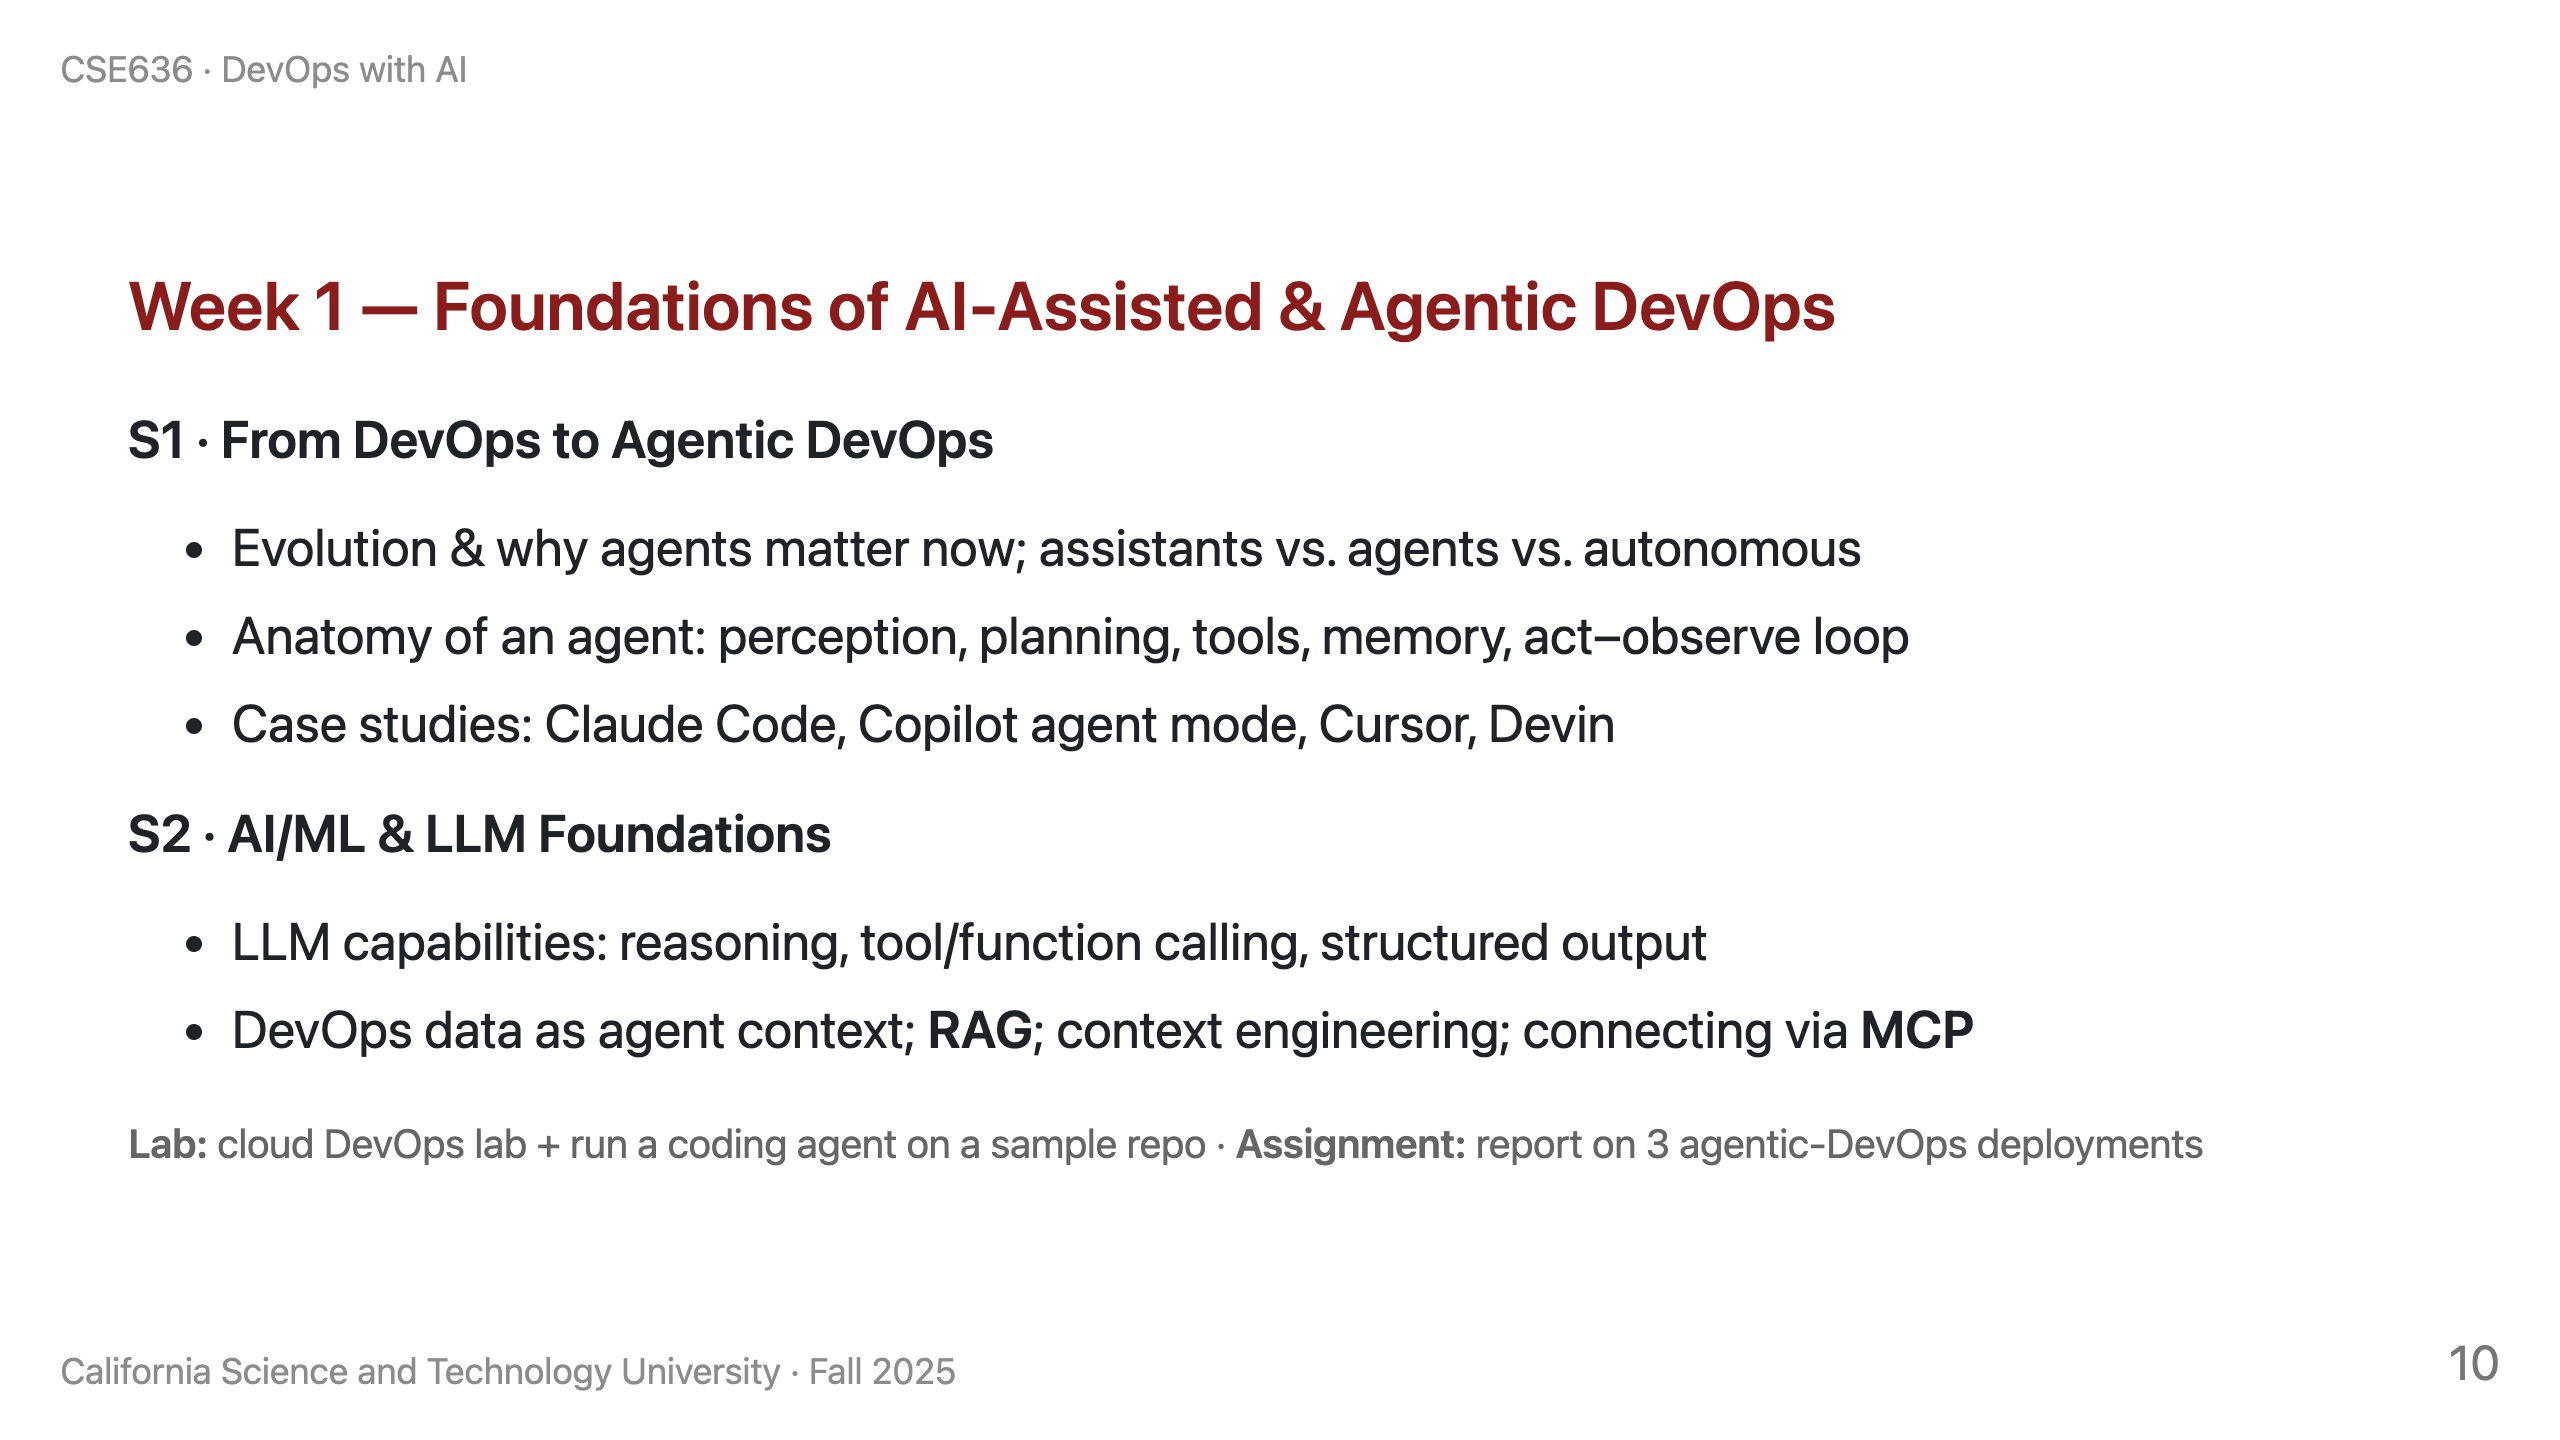 CSE636 · DevOps with AI
Week 1 — Foundations of AI-Assisted & Agentic DevOps
S1 · From DevOps to Agentic DevOps
• Evolution & why agents matter now; assistants vs. agents vs. autonomous
• Anatomy of an agent: perception, planning, tools, memory, act–observe loop
• Case studies: Claude Code, Copilot agent mode, Cursor, Devin
S2 · AI/ML & LLM Foundations
• LLM capabilities: reasoning, tool/function calling, structured output
• DevOps data as agent context; RAG; context engineering; connecting via MCP
Lab: cloud DevOps lab + run a coding agent on a sample repo · Assignment: report on 3 agentic-DevOps deployments
California Science and Technology University · Fall 2025
10